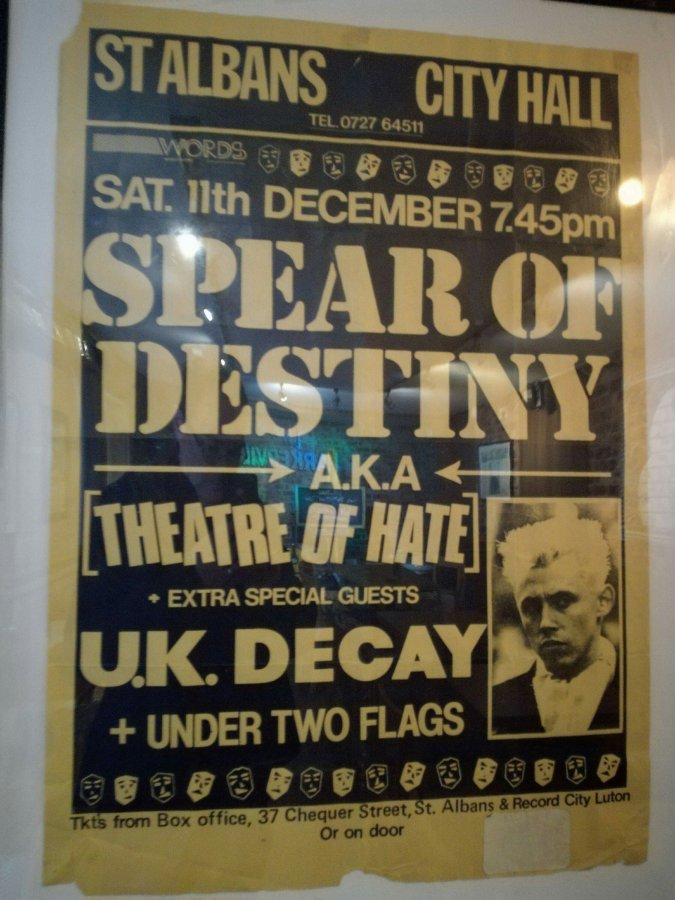 ST ALBANS CITY HALL
TEL. 0727 64511
WORDS
SAT. 11th DECEMBER 7.45pm
SPEAR OF
DESTINY
A.K.A
[THEATRE OF HATE]
+ EXTRA SPECIAL GUESTS
U.K. DECAY
+ UNDER TWO FLAGS
Tkts from Box office, 37 Chequer Street, St. Albans & Record City Luton
Or on door